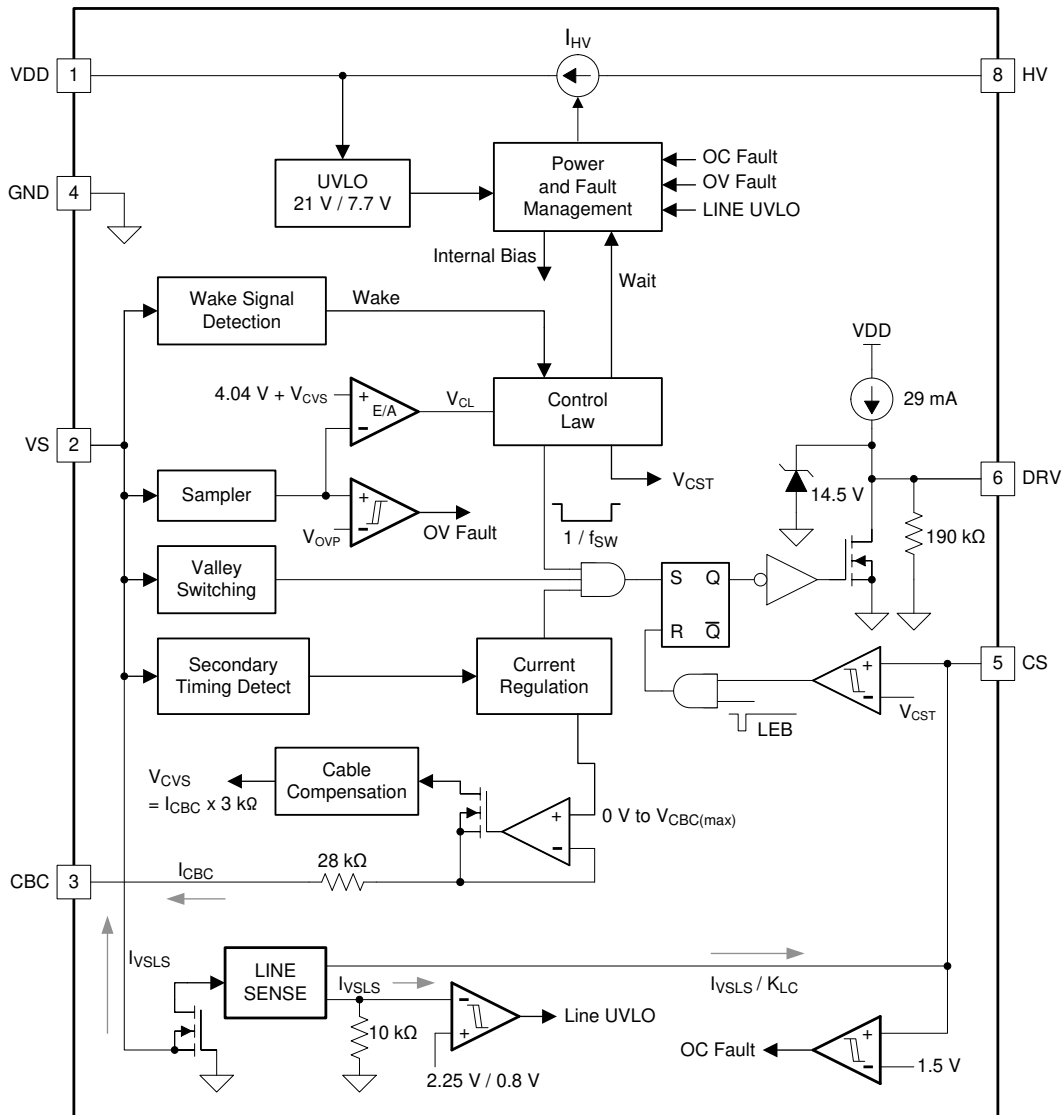 I_HV
VDD 1
8 HV
GND 4
UVLO
21 V / 7.7 V
Power
and Fault
Management
OC Fault
OV Fault
LINE UVLO
Internal Bias
Wait
Wake Signal
Detection
Wake
VDD
29 mA
4.04 V + V_CVS
+
E/A
−
V_CL
Control
Law
VS 2
Sampler
+
−
V_OVP
OV Fault
V_CST
14.5 V
6 DRV
190 kΩ
1 / f_SW
Valley
Switching
S Q
R Q̅
Secondary
Timing Detect
Current
Regulation
+
−
5 CS
V_CST
LEB
V_CVS
= I_CBC x 3 kΩ
Cable
Compensation
+
−
0 V to V_CBC(max)
CBC 3
I_CBC
28 kΩ
I_VSLS
LINE
SENSE
I_VSLS
I_VSLS / K_LC
10 kΩ
−
+
Line UVLO
2.25 V / 0.8 V
OC Fault
+
−
1.5 V